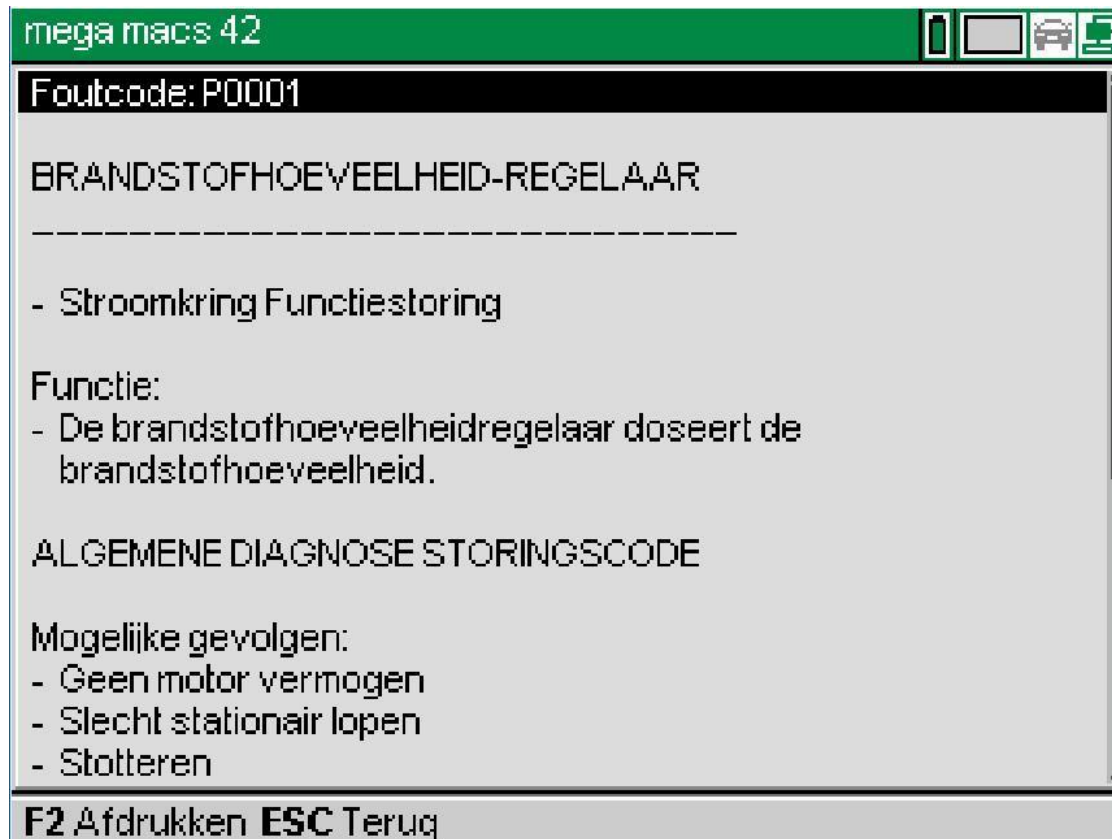 mega macs 42
Foutcode: P0001
BRANDSTOFHOEVEELHEID-REGELAAR
------------------------------
- Stroomkring Functiestoring
Functie:
- De brandstofhoeveelheidregelaar doseert de
brandstofhoeveelheid.
ALGEMENE DIAGNOSE STORINGSCODE
Mogelijke gevolgen:
- Geen motor vermogen
- Slecht stationair lopen
- Stotteren
F2 Afdrukken ESC Terug